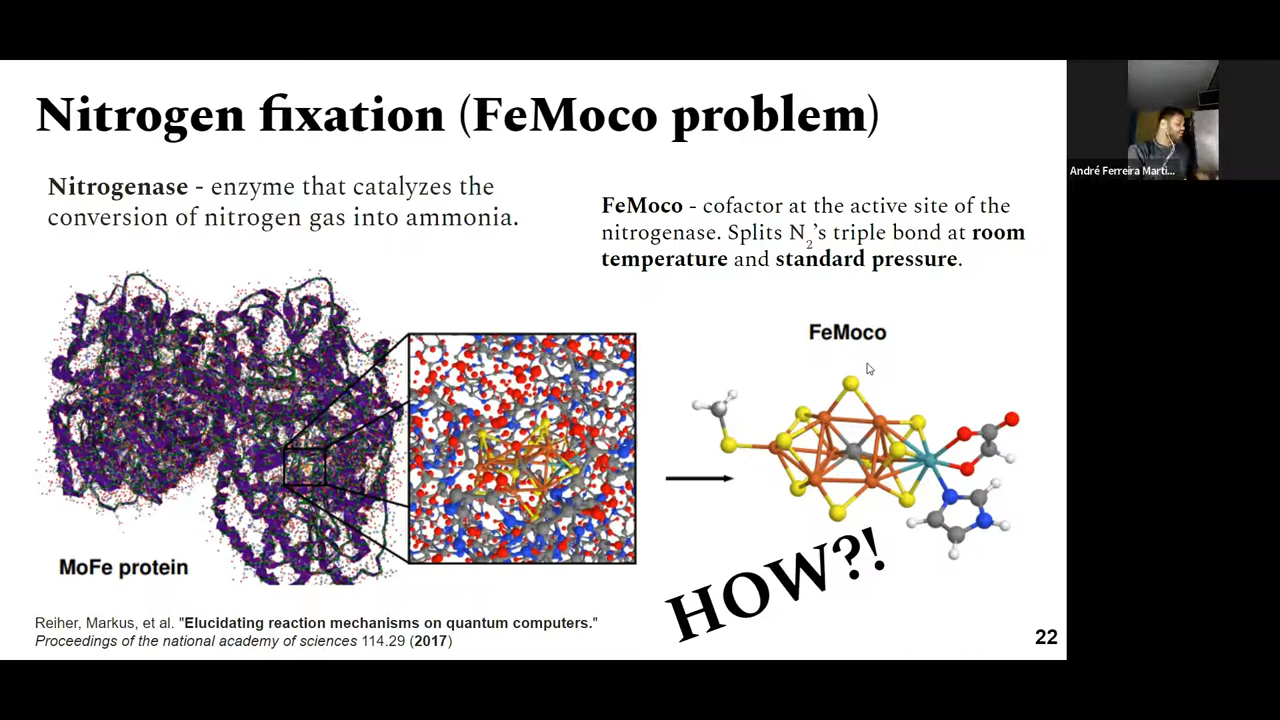 Nitrogen fixation (FeMoco problem)
Nitrogenase - enzyme that catalyzes the
conversion of nitrogen gas into ammonia.
FeMoco - cofactor at the active site of the
nitrogenase. Splits N2's triple bond at room
temperature and standard pressure.
FeMoco
MoFe protein
HOW?!
Reiher, Markus, et al. "Elucidating reaction mechanisms on quantum computers."
Proceedings of the national academy of sciences 114.29 (2017)
22
André Ferreira Marti...